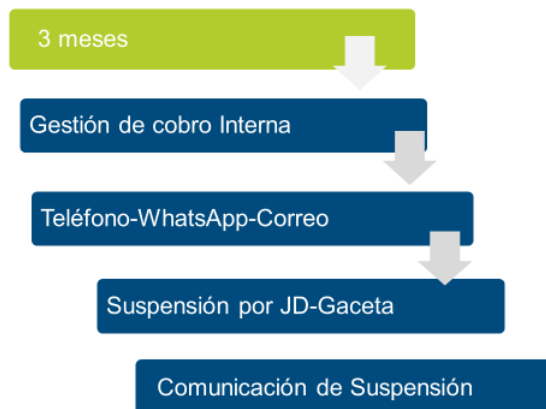 3 meses
Gestión de cobro Interna
Teléfono-WhatsApp-Correo
Suspensión por JD-Gaceta
Comunicación de Suspensión